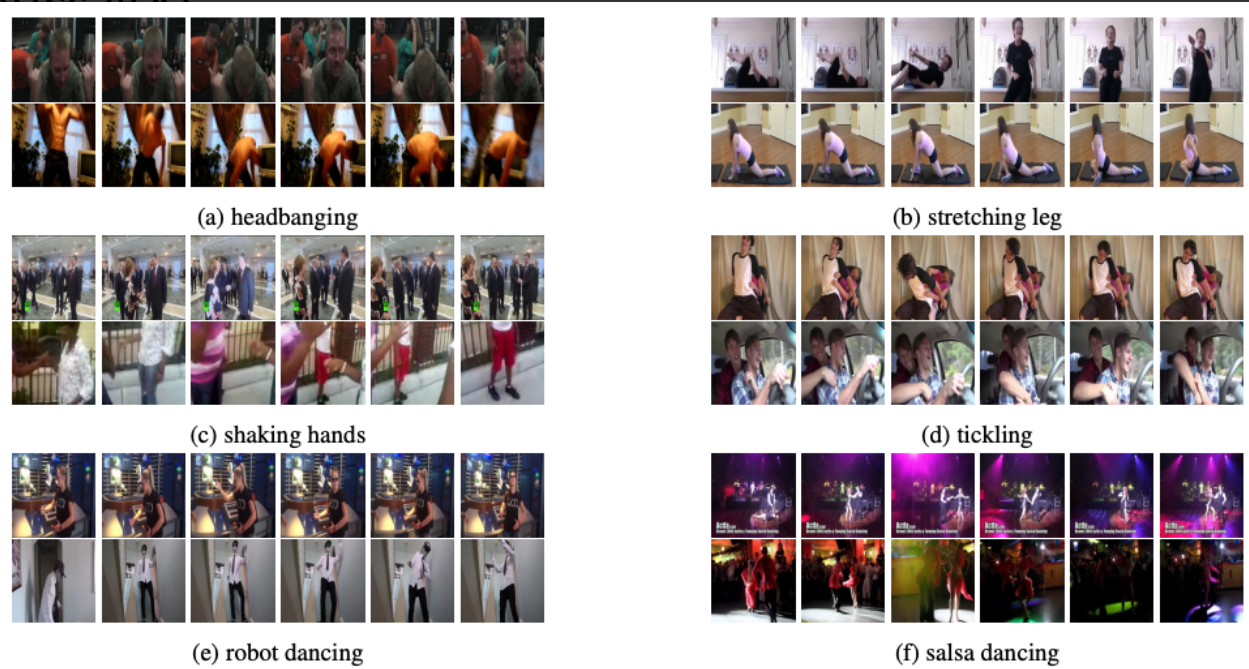 (a) headbanging
(b) stretching leg
(c) shaking hands
(d) tickling
(e) robot dancing
(f) salsa dancing